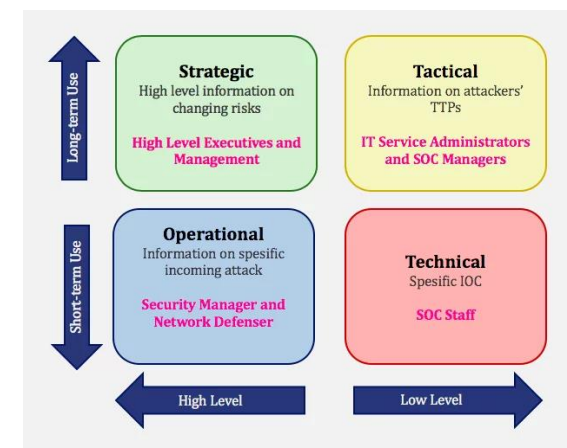 Long-term Use
Strategic
High level information on
changing risks
High Level Executives and
Management
Tactical
Information on attackers'
TTPs
IT Service Administrators
and SOC Managers
Short-term Use
Operational
Information on spesific
incoming attack
Security Manager and
Network Defenser
Technical
Spesific IOC
SOC Staff
High Level
Low Level